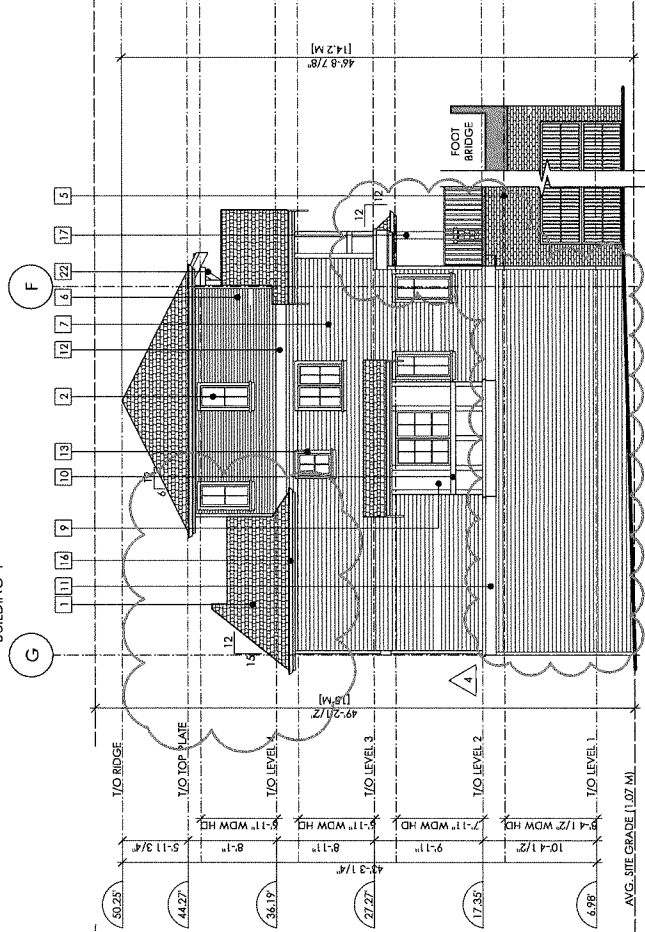 BUILDING 1
G
F
1
11
16
9
10
13
2
12
7
6
22
17
5
12
6
12
15
12
12
FOOT
BRIDGE
46'-8 7/8"
[14.2 M]
49'-2 1/2"
[15 M]
4
T/O RIDGE
T/O TOP PLATE
T/O LEVEL 4
T/O LEVEL 3
T/O LEVEL 2
T/O LEVEL 1
AVG. SITE GRADE (1.07 M)
6'-11" WDW HD
6'-11" WDW HD
7'-11" WDW HD
8'-4 1/2" WDW HD
5'-11 3/4"
8'-1"
8'-11"
9'-11"
10'-4 1/2"
43'-3 1/4"
50.25'
44.27'
36.19'
27.27'
17.35'
6.98'